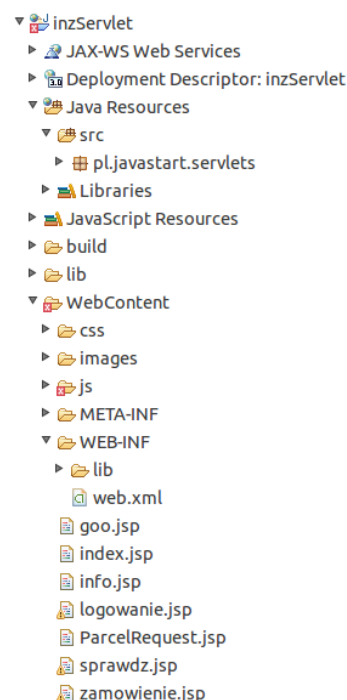 inzServlet
JAX-WS Web Services
3.0 Deployment Descriptor: inzServlet
Java Resources
src
pl.javastart.servlets
Libraries
JavaScript Resources
build
lib
WebContent
css
images
js
META-INF
WEB-INF
lib
web.xml
goo.jsp
index.jsp
info.jsp
logowanie.jsp
ParcelRequest.jsp
sprawdz.jsp
zamowienie.jsp